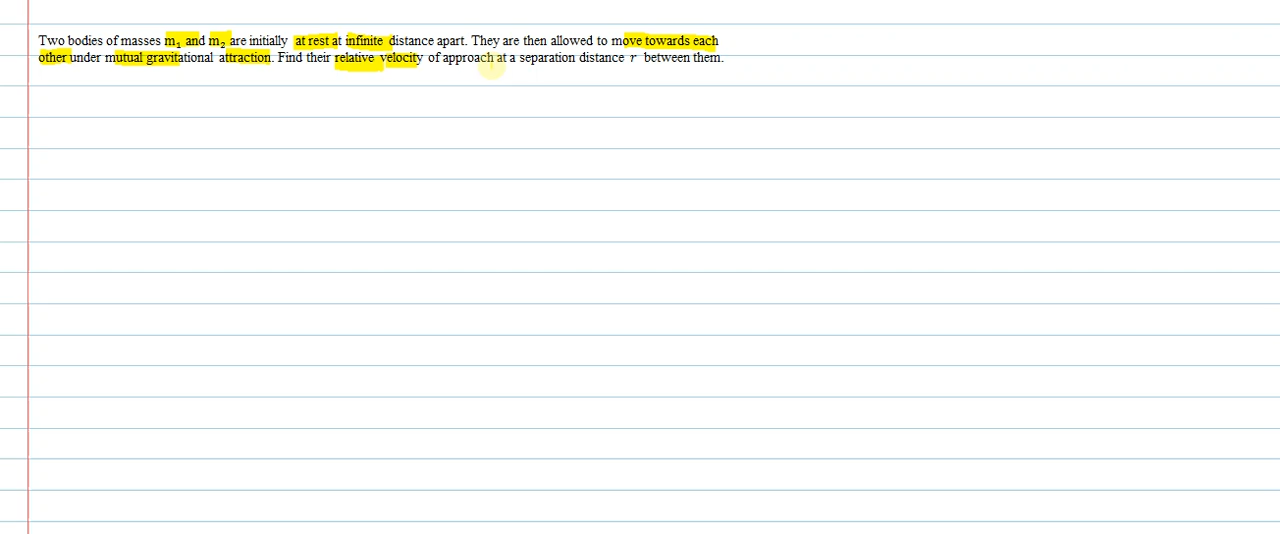 Two bodies of masses m₁ and m₂ are initially at rest at infinite distance apart. They are then allowed to move towards each
other under mutual gravitational attraction. Find their relative velocity of approach at a separation distance r between them.